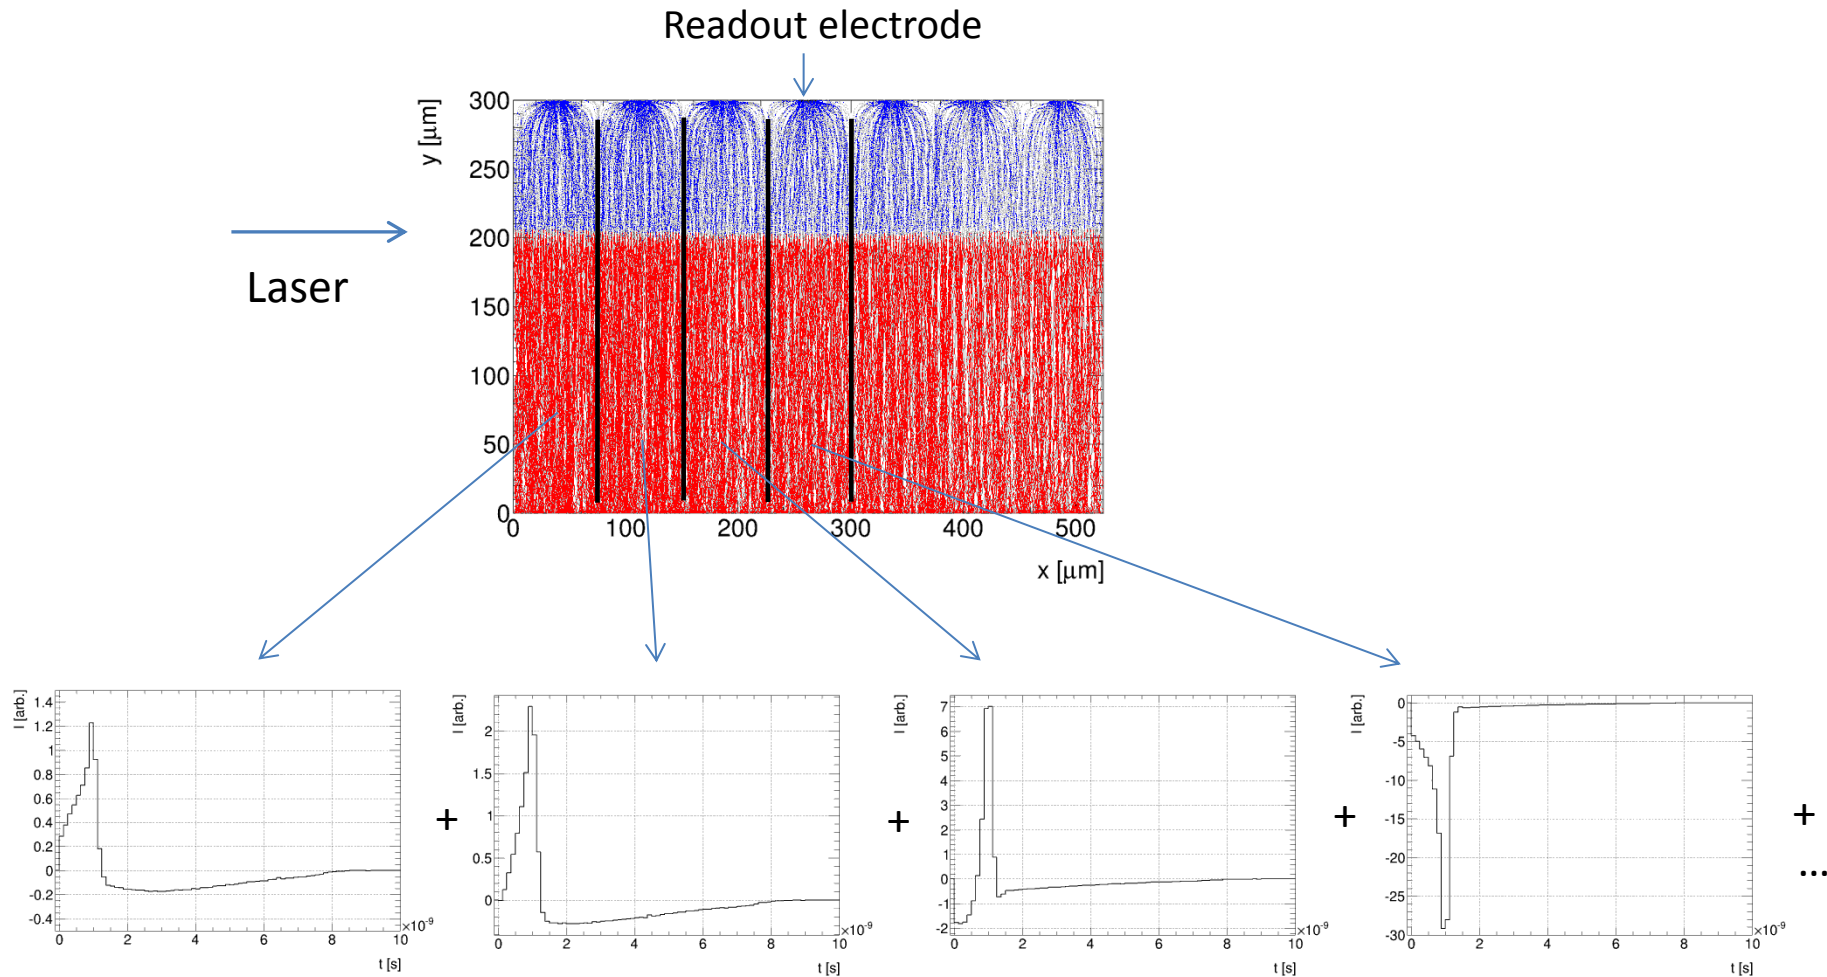 Readout electrode
Laser
y [μm]
300
250
200
150
100
50
0
0 100 200 300 400 500
x [μm]
I [arb.]
1.4
1.2
1
0.8
0.6
0.4
0.2
0
-0.2
-0.4
0 2 4 6 8 10
×10⁻⁹
t [s]
+
I [arb.]
2
1.5
1
0.5
0
0 2 4 6 8 10
×10⁻⁹
t [s]
+
I [arb.]
7
6
5
4
3
2
1
0
-1
-2
0 2 4 6 8 10
×10⁻⁹
t [s]
+
I [arb.]
0
-5
-10
-15
-20
-25
-30
0 2 4 6 8 10
×10⁻⁹
t [s]
+
...